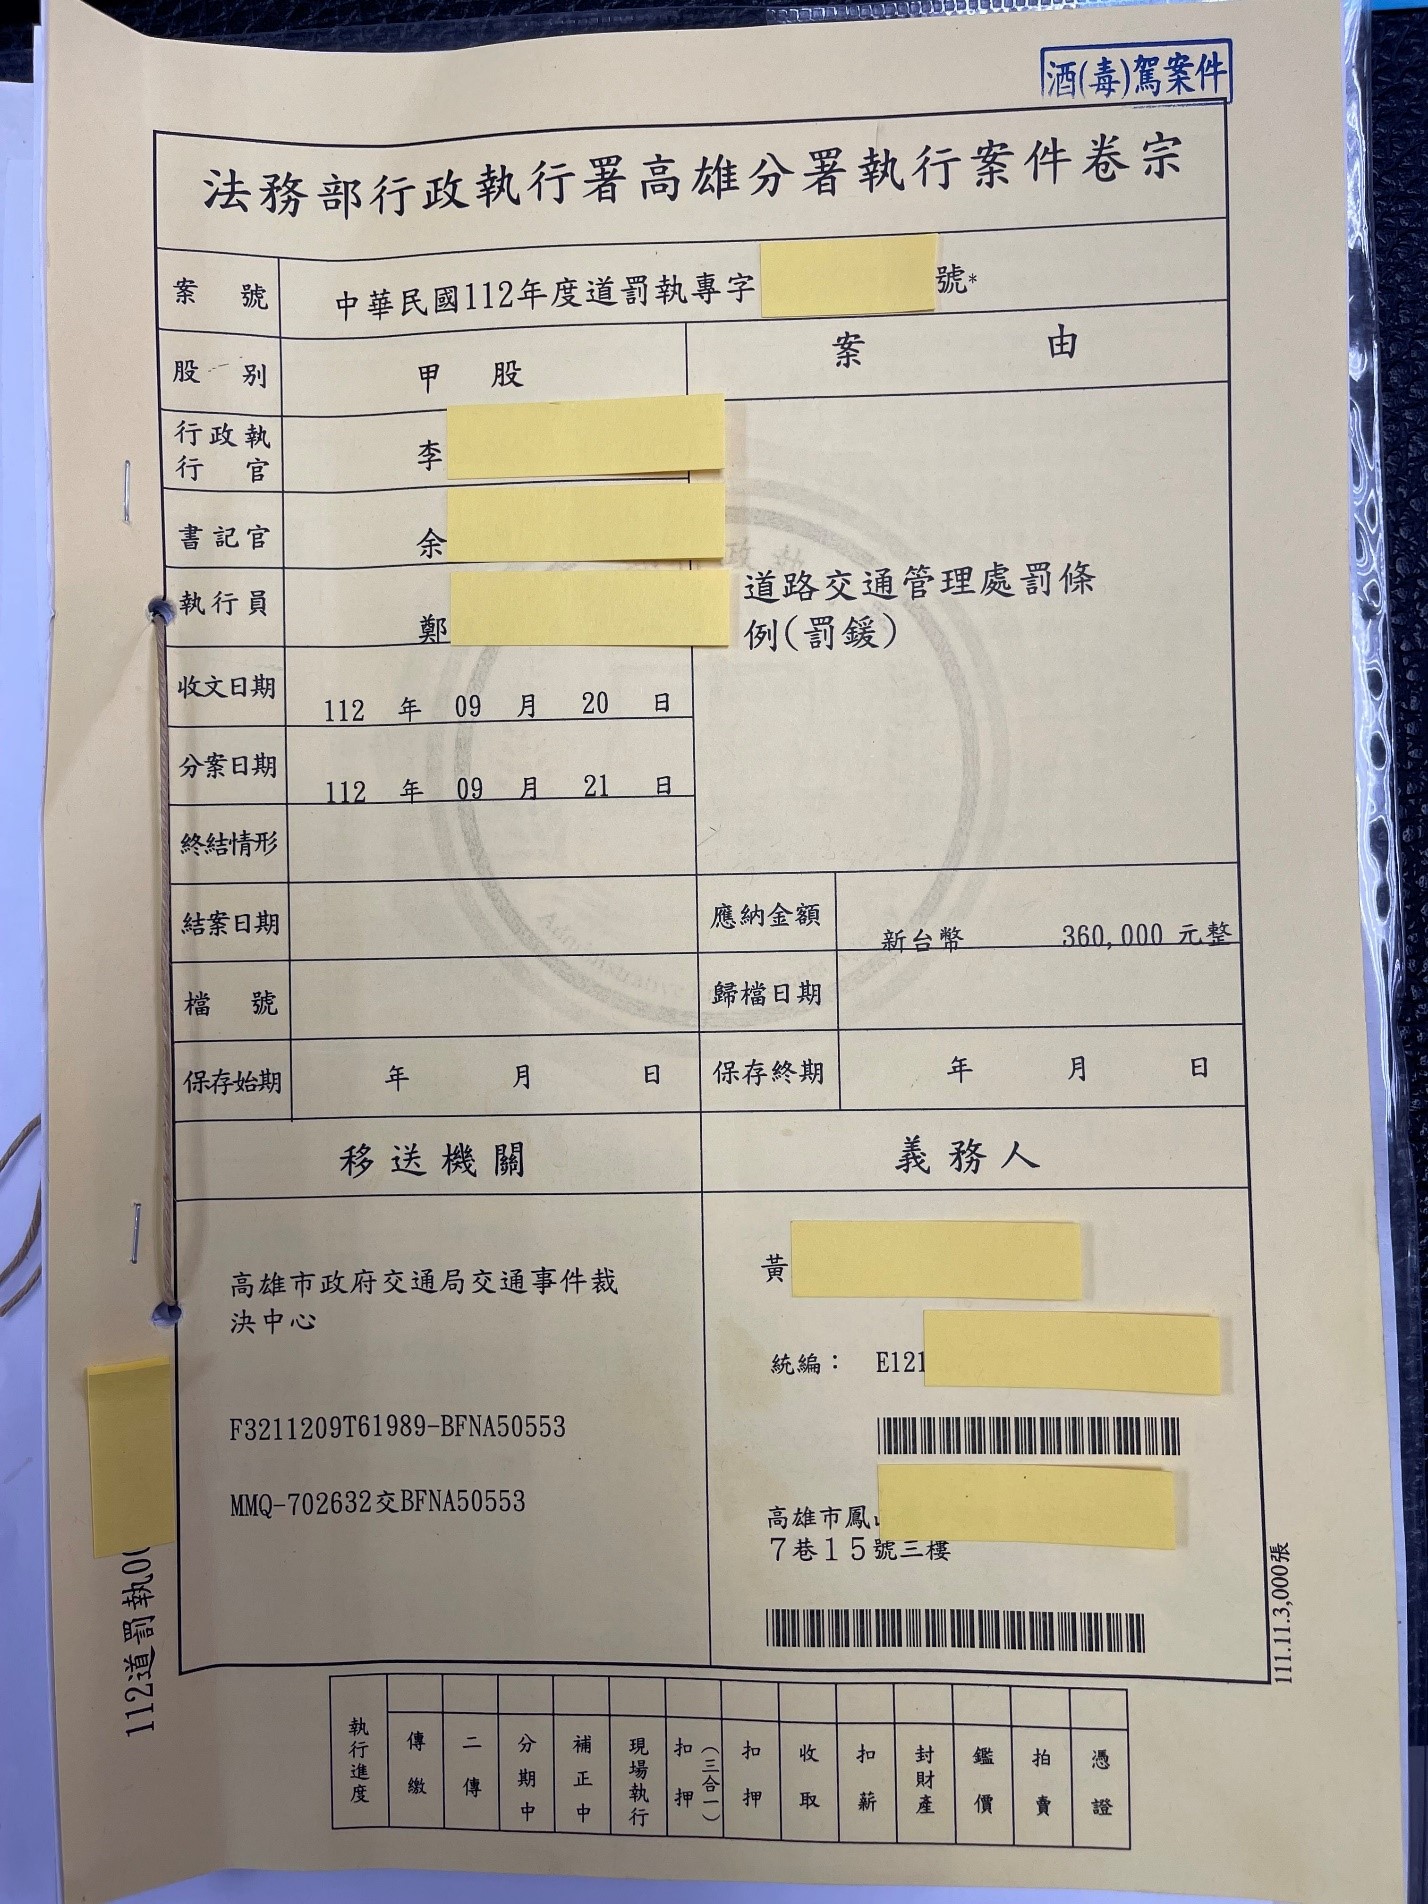 酒(毒)駕案件
法務部行政執行署高雄分署執行案件卷宗
案號
中華民國112年度道罰執專字
號*
股別
甲股
案由
行政執
行官
李
書記官
余
執行員
鄭
道路交通管理處罰條
例(罰鍰)
收文日期
112 年 09 月 20 日
分案日期
112 年 09 月 21 日
終結情形
結案日期
應納金額
新台幣 360,000 元整
檔號
歸檔日期
保存始期
年 月 日
保存終期
年 月 日
移送機關
義務人
高雄市政府交通局交通事件裁
決中心
F3211209T61989-BFNA50553
MMQ-702632交BFNA50553
黃
統編： E121
高雄市鳳
7巷15號三樓
112道罰執0
111.11.3,000張
執行進度
傳繳
二傳
分期中
補正中
現場執行
扣押(三合一)
扣押
收取
扣薪
封財產
鑑價
拍賣
憑證